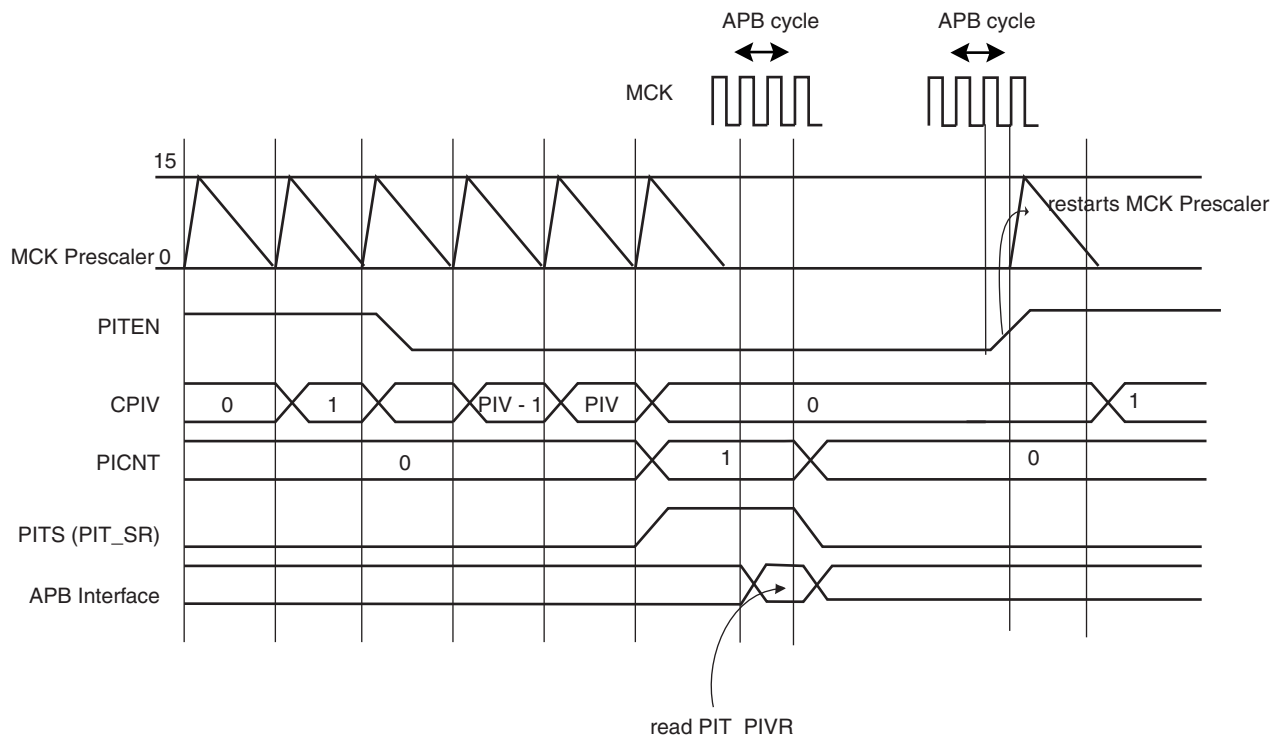 APB cycle
APB cycle
MCK
15
restarts MCK Prescaler
MCK Prescaler 0
PITEN
CPIV
0
1
PIV - 1
PIV
0
1
PICNT
0
1
0
PITS (PIT_SR)
APB Interface
read PIT_PIVR